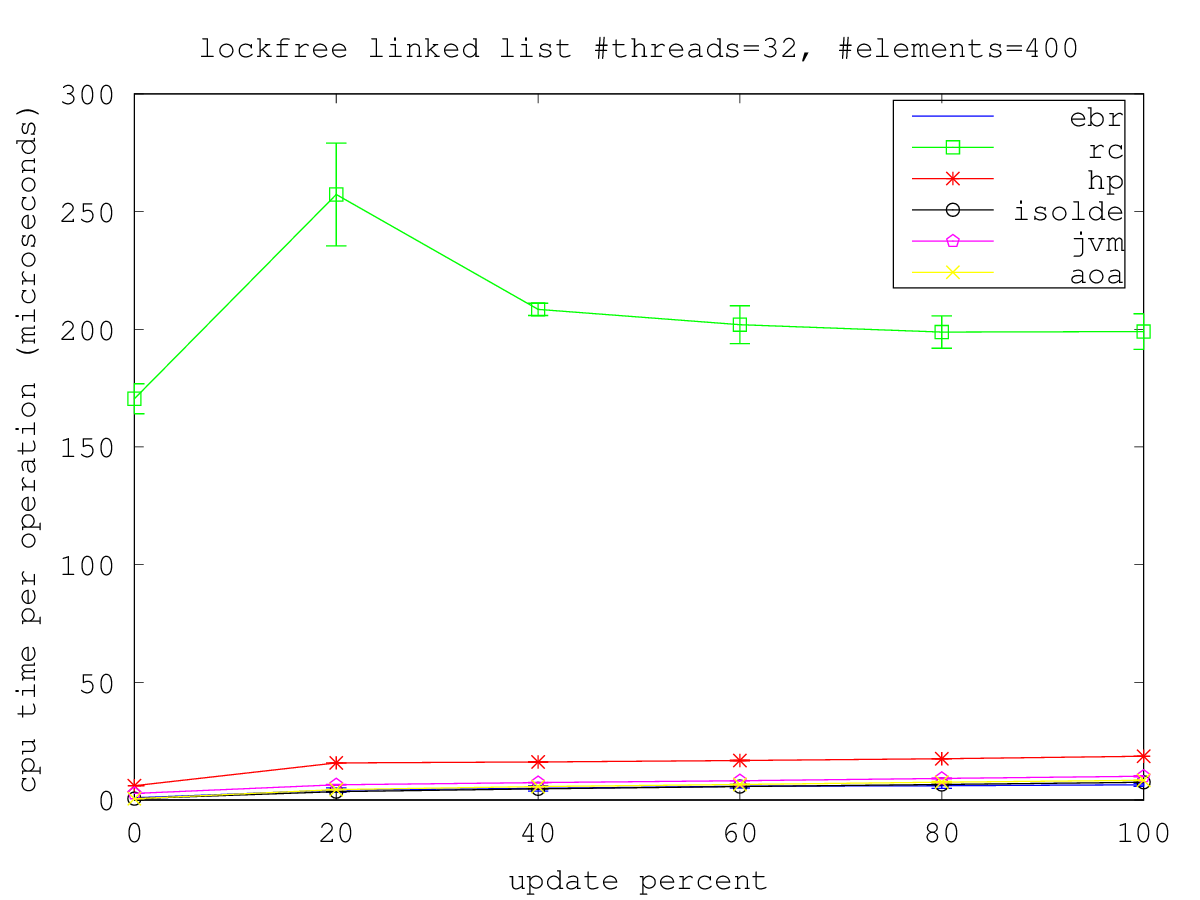 lockfree linked list #threads=32, #elements=400
300
250
200
150
100
50
0
cpu time per operation (microseconds)
ebr
rc
hp
isolde
jvm
aoa
0 20 40 60 80 100
update percent